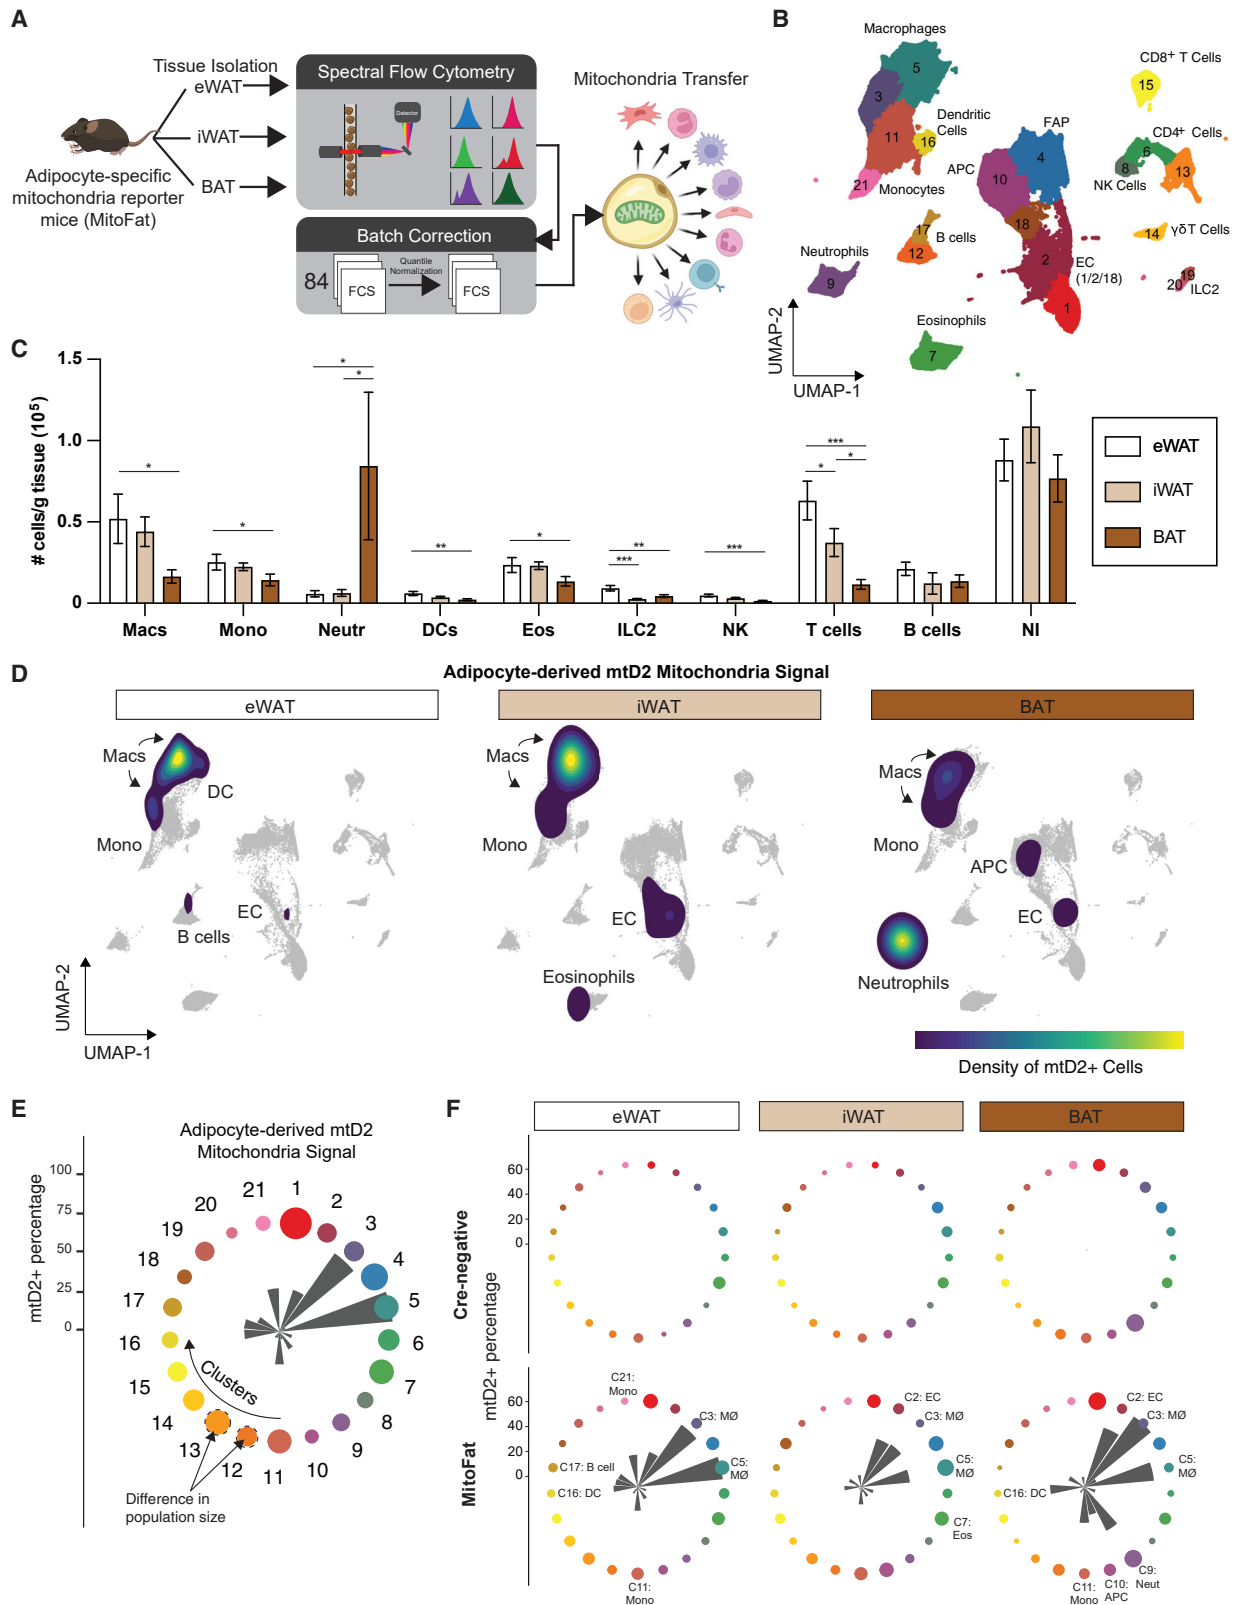 A
Tissue Isolation
eWAT
iWAT
BAT
Adipocyte-specific
mitochondria reporter
mice (MitoFat)
Spectral Flow Cytometry
Detector
Batch Correction
84
FCS
Quantile
Normalization
FCS
Mitochondria Transfer
B
Macrophages
5
3
11
Dendritic
Cells
16
21
Monocytes
CD8+ T Cells
15
FAP
4
APC
10
18
2
EC
(1/2/18)
1
CD4+ Cells
6
8
13
NK Cells
14
γδT Cells
19
20
ILC2
17
B cells
12
Neutrophils
9
Eosinophils
7
UMAP-2
UMAP-1
C
# cells/g tissue (10⁵)
1.5
1.0
0.5
0
*
*
*
*
**
*
**
***
***
***
*
*
Macs
Mono
Neutr
DCs
Eos
ILC2
NK
T cells
B cells
NI
eWAT
iWAT
BAT
D
Adipocyte-derived mtD2 Mitochondria Signal
eWAT
iWAT
BAT
Macs
DC
Mono
B cells
EC
Macs
Mono
EC
Eosinophils
Macs
Mono
APC
EC
Neutrophils
UMAP-2
UMAP-1
Density of mtD2+ Cells
E
Adipocyte-derived mtD2
Mitochondria Signal
mtD2+ percentage
100
75
50
25
0
1
2
3
4
5
6
7
8
9
10
11
12
13
14
15
16
17
18
19
20
21
Clusters
Difference in
population size
F
eWAT
iWAT
BAT
mtD2+ percentage
Cre-negative
60
40
20
0
MitoFat
60
40
20
0
C21:
Mono
C3: MØ
C5:
MØ
C17: B cell
C16: DC
C11:
Mono
C2: EC
C3: MØ
C5:
MØ
C7:
Eos
C2: EC
C3: MØ
C5:
MØ
C16: DC
C11:
Mono
C10:
APC
C9:
Neut